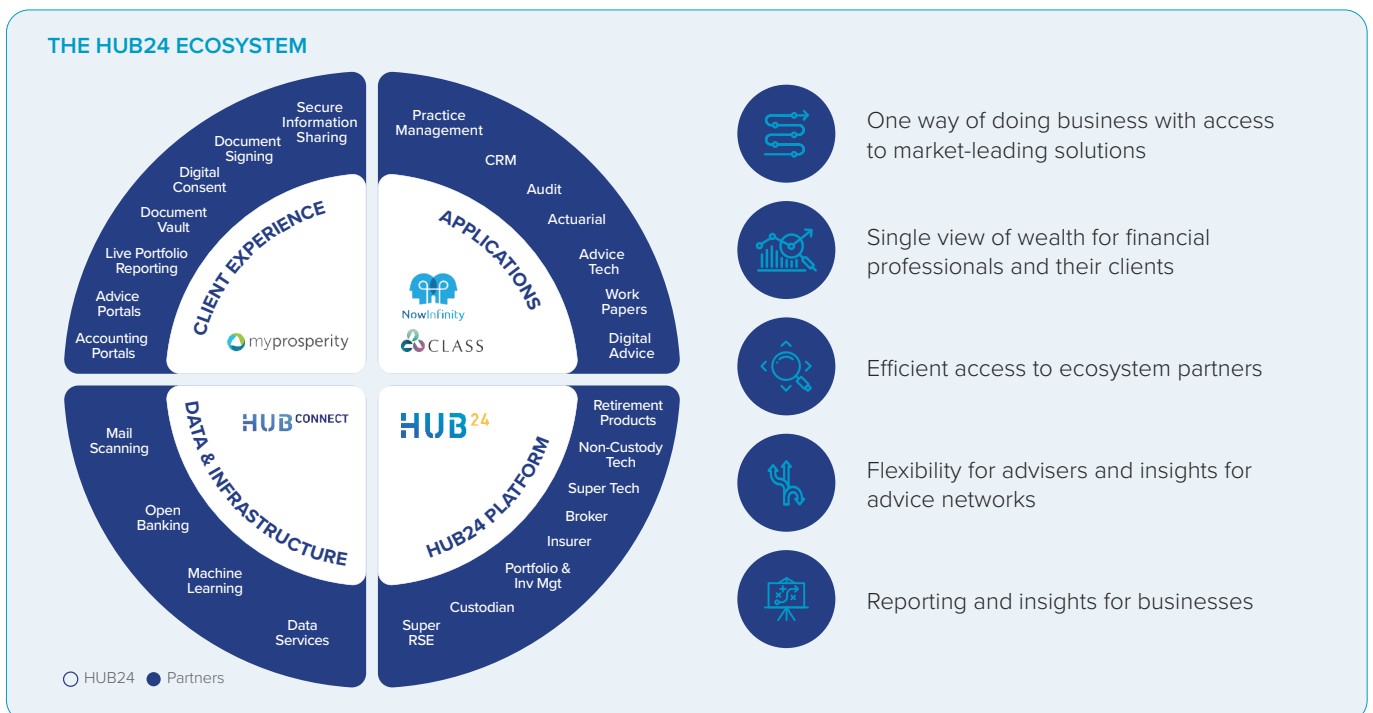 THE HUB24 ECOSYSTEM
Secure
Information
Sharing
Document
Signing
Digital
Consent
Document
Vault
Live Portfolio
Reporting
Advice
Portals
Accounting
Portals
CLIENT EXPERIENCE
myprosperity
Practice
Management
CRM
Audit
Actuarial
Advice
Tech
Work
Papers
Digital
Advice
APPLICATIONS
NowInfinity
CLASS
Mail
Scanning
Open
Banking
Machine
Learning
Data
Services
DATA & INFRASTRUCTURE
HUB CONNECT
HUB 24
HUB24 PLATFORM
Retirement
Products
Non-Custody
Tech
Super Tech
Broker
Insurer
Portfolio &
Inv Mgt
Custodian
Super
RSE
HUB24 Partners
One way of doing business with access
to market-leading solutions
Single view of wealth for financial
professionals and their clients
Efficient access to ecosystem partners
Flexibility for advisers and insights for
advice networks
Reporting and insights for businesses